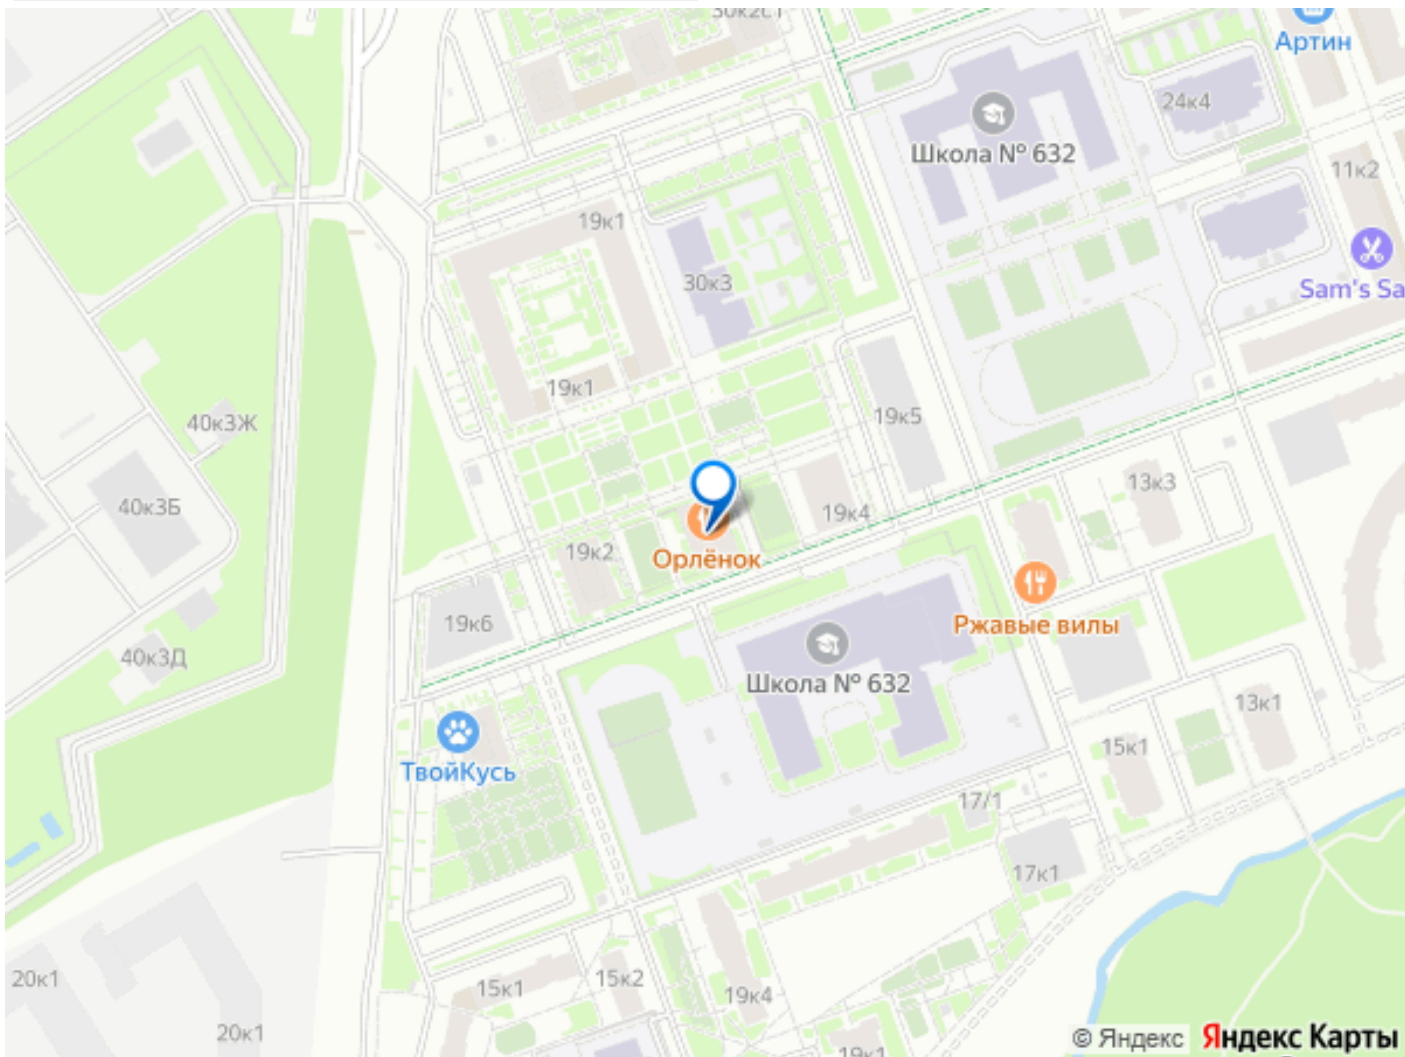 30к2с1
Артин
24к4
Школа № 632
11к2
19к1
30к3
Sam's Sa
19к1
40к3Ж
19к5
13к3
40к3Б
19к4
19к2
Орлёнок
19к6
Ржавые вилы
40к3Д
Школа № 632
13к1
15к1
ТвойКусь
17/1
17к1
20к1
15к1
15к2
19к4
20к1
19к1
© Яндекс Яндекс Карты